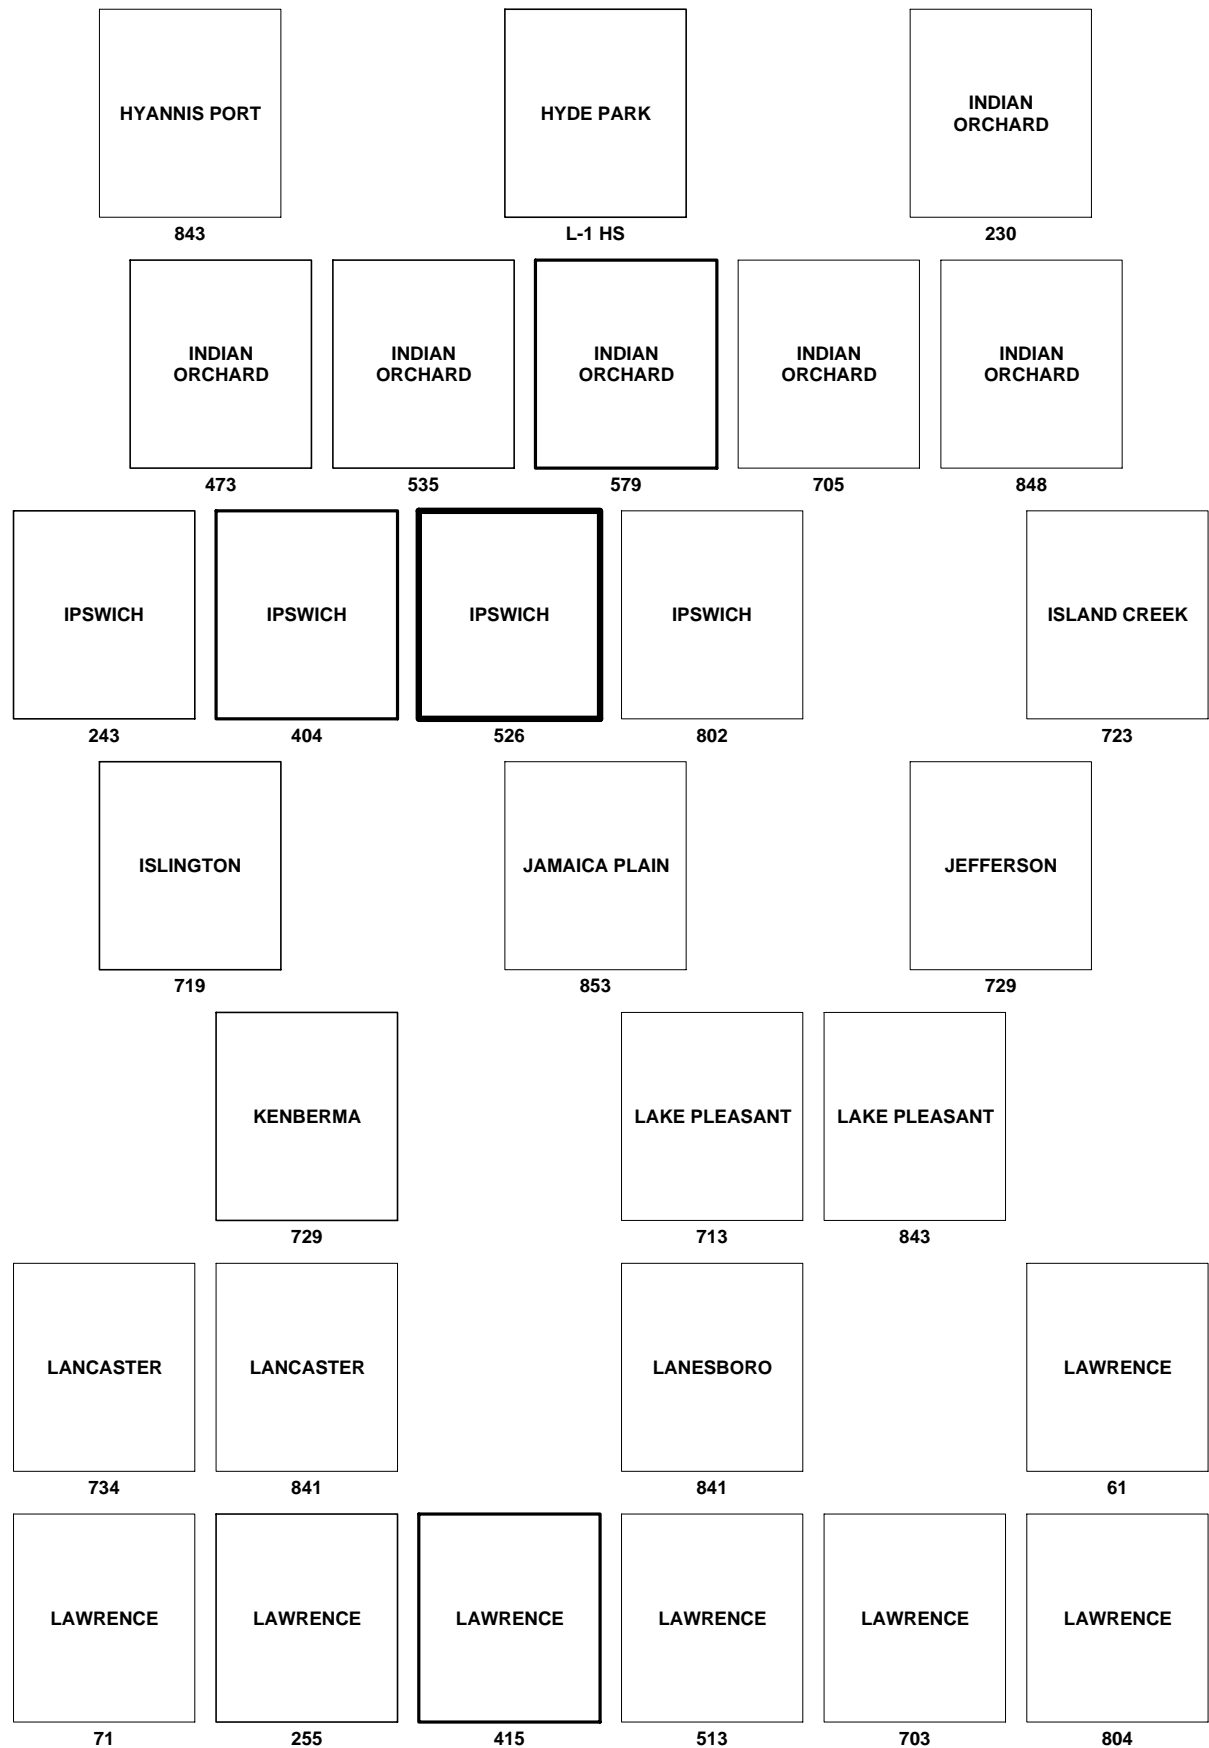 HYANNIS PORT
843
HYDE PARK
L-1 HS
INDIAN
ORCHARD
230
INDIAN
ORCHARD
473
INDIAN
ORCHARD
535
INDIAN
ORCHARD
579
INDIAN
ORCHARD
705
INDIAN
ORCHARD
848
IPSWICH
243
IPSWICH
404
IPSWICH
526
IPSWICH
802
ISLAND CREEK
723
ISLINGTON
719
JAMAICA PLAIN
853
JEFFERSON
729
KENBERMA
729
LAKE PLEASANT
713
LAKE PLEASANT
843
LANCASTER
734
LANCASTER
841
LANESBORO
841
LAWRENCE
61
LAWRENCE
71
LAWRENCE
255
LAWRENCE
415
LAWRENCE
513
LAWRENCE
703
LAWRENCE
804